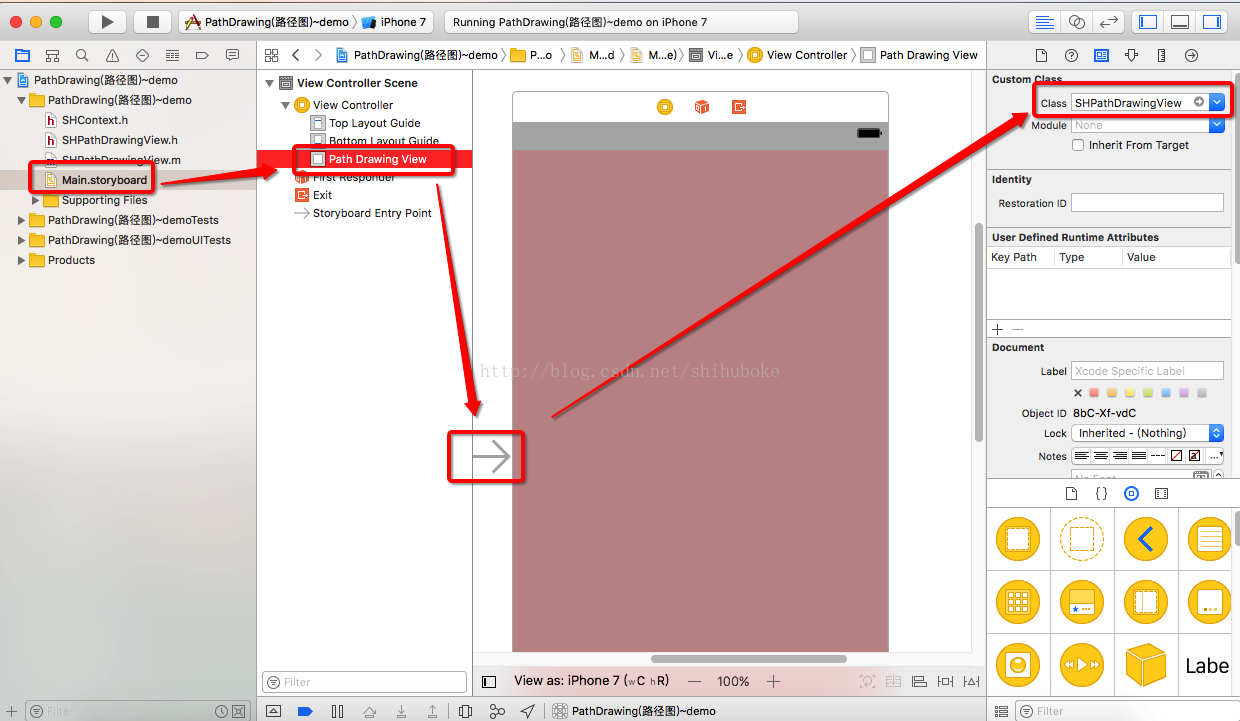 PathDrawing(路径图)~demo
iPhone 7
Running PathDrawing(路径图)~demo on iPhone 7
PathDrawing(路径图)~demo
P...o
M...d
M...e)
Vi...e
View Controller
Path Drawing View
PathDrawing(路径图)~demo
PathDrawing(路径图)~demo
SHContext.h
SHPathDrawingView.h
SHPathDrawingView.m
Main.storyboard
Supporting Files
PathDrawing(路径图)~demoTests
PathDrawing(路径图)~demoUITests
Products
View Controller Scene
View Controller
Top Layout Guide
Bottom Layout Guide
Path Drawing View
First Responder
Exit
Storyboard Entry Point
http://blog.csdn.net/shihuboke
Custom Class
Class SHPathDrawingView
Module None
Inherit From Target
Identity
Restoration ID
User Defined Runtime Attributes
Key Path Type Value
Document
Label Xcode Specific Label
Object ID 8bC-Xf-vdC
Lock Inherited - (Nothing)
Notes
No Font
Labe
Filter
View as: iPhone 7 (wC hR)
100%
Filter
PathDrawing(路径图)~demo
Filter